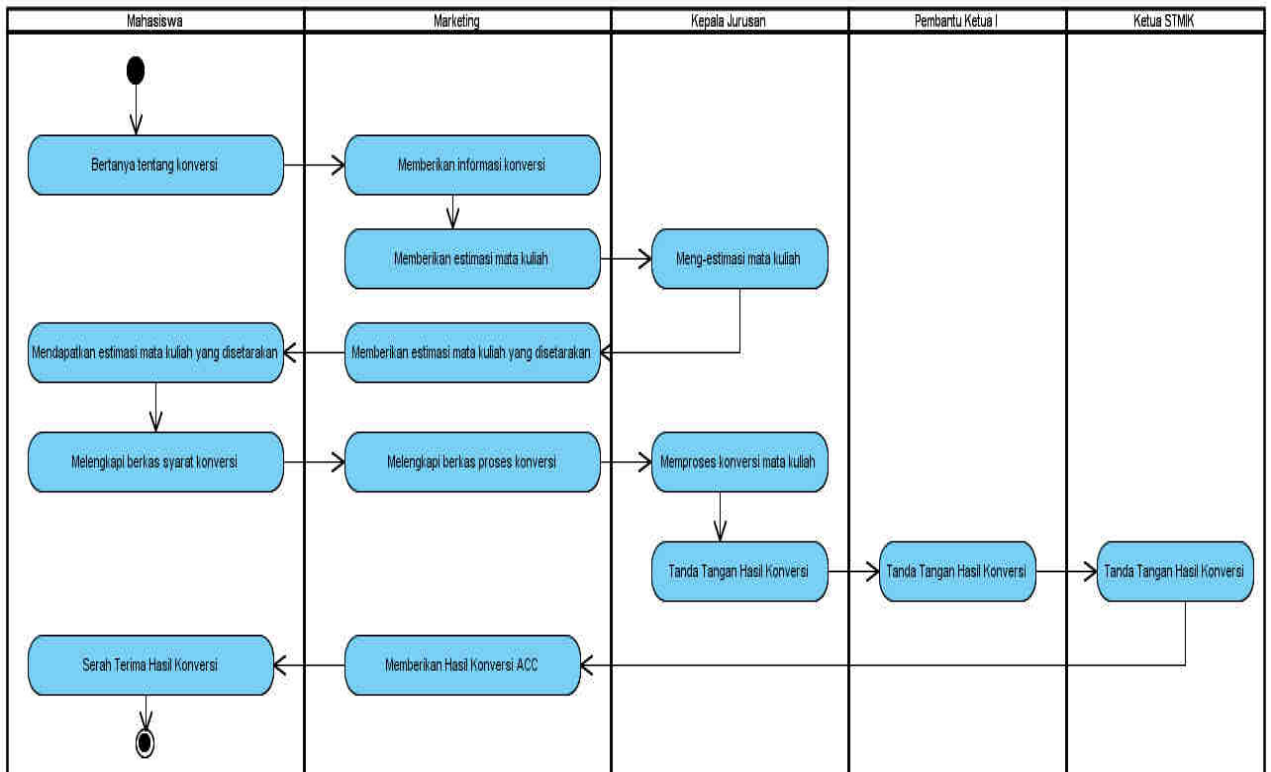 Mahasiswa
Marketing
Kepala Jurusan
Pembantu Ketua I
Ketua STMIK
Bertanya tentang konversi
Memberikan informasi konversi
Memberikan estimasi mata kuliah
Meng-estimasi mata kuliah
Mendapatkan estimasi mata kuliah yang disetarakan
Memberikan estimasi mata kuliah yang disetarakan
Melengkapi berkas syarat konversi
Melengkapi berkas proses konversi
Memproses konversi mata kuliah
Tanda Tangan Hasil Konversi
Tanda Tangan Hasil Konversi
Tanda Tangan Hasil Konversi
Serah Terima Hasil Konversi
Memberikan Hasil Konversi ACC